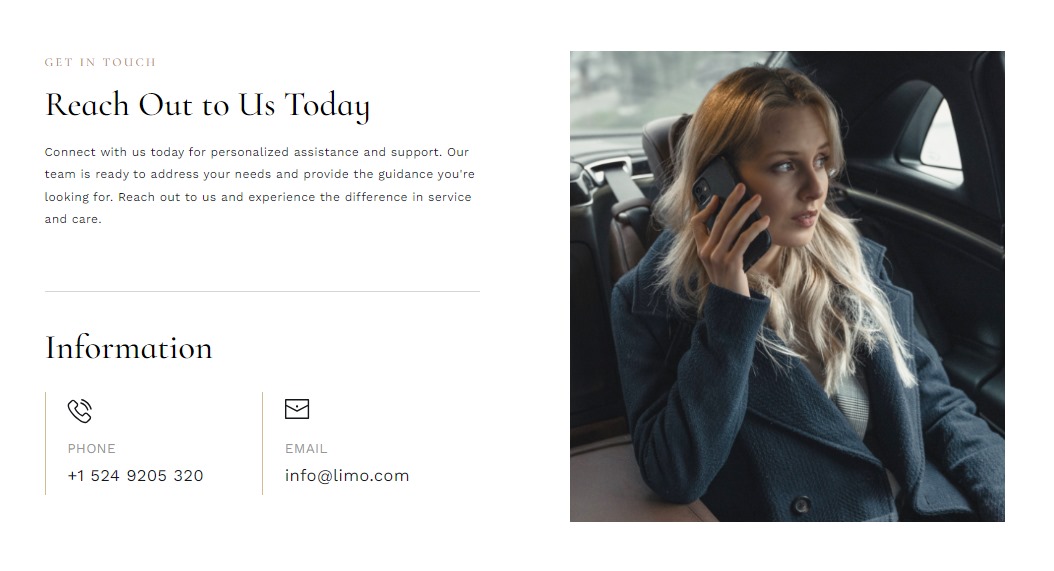 GET IN TOUCH
Reach Out to Us Today
Connect with us today for personalized assistance and support. Our
team is ready to address your needs and provide the guidance you're
looking for. Reach out to us and experience the difference in service
and care.
Information
PHONE
+1 524 9205 320
EMAIL
info@limo.com